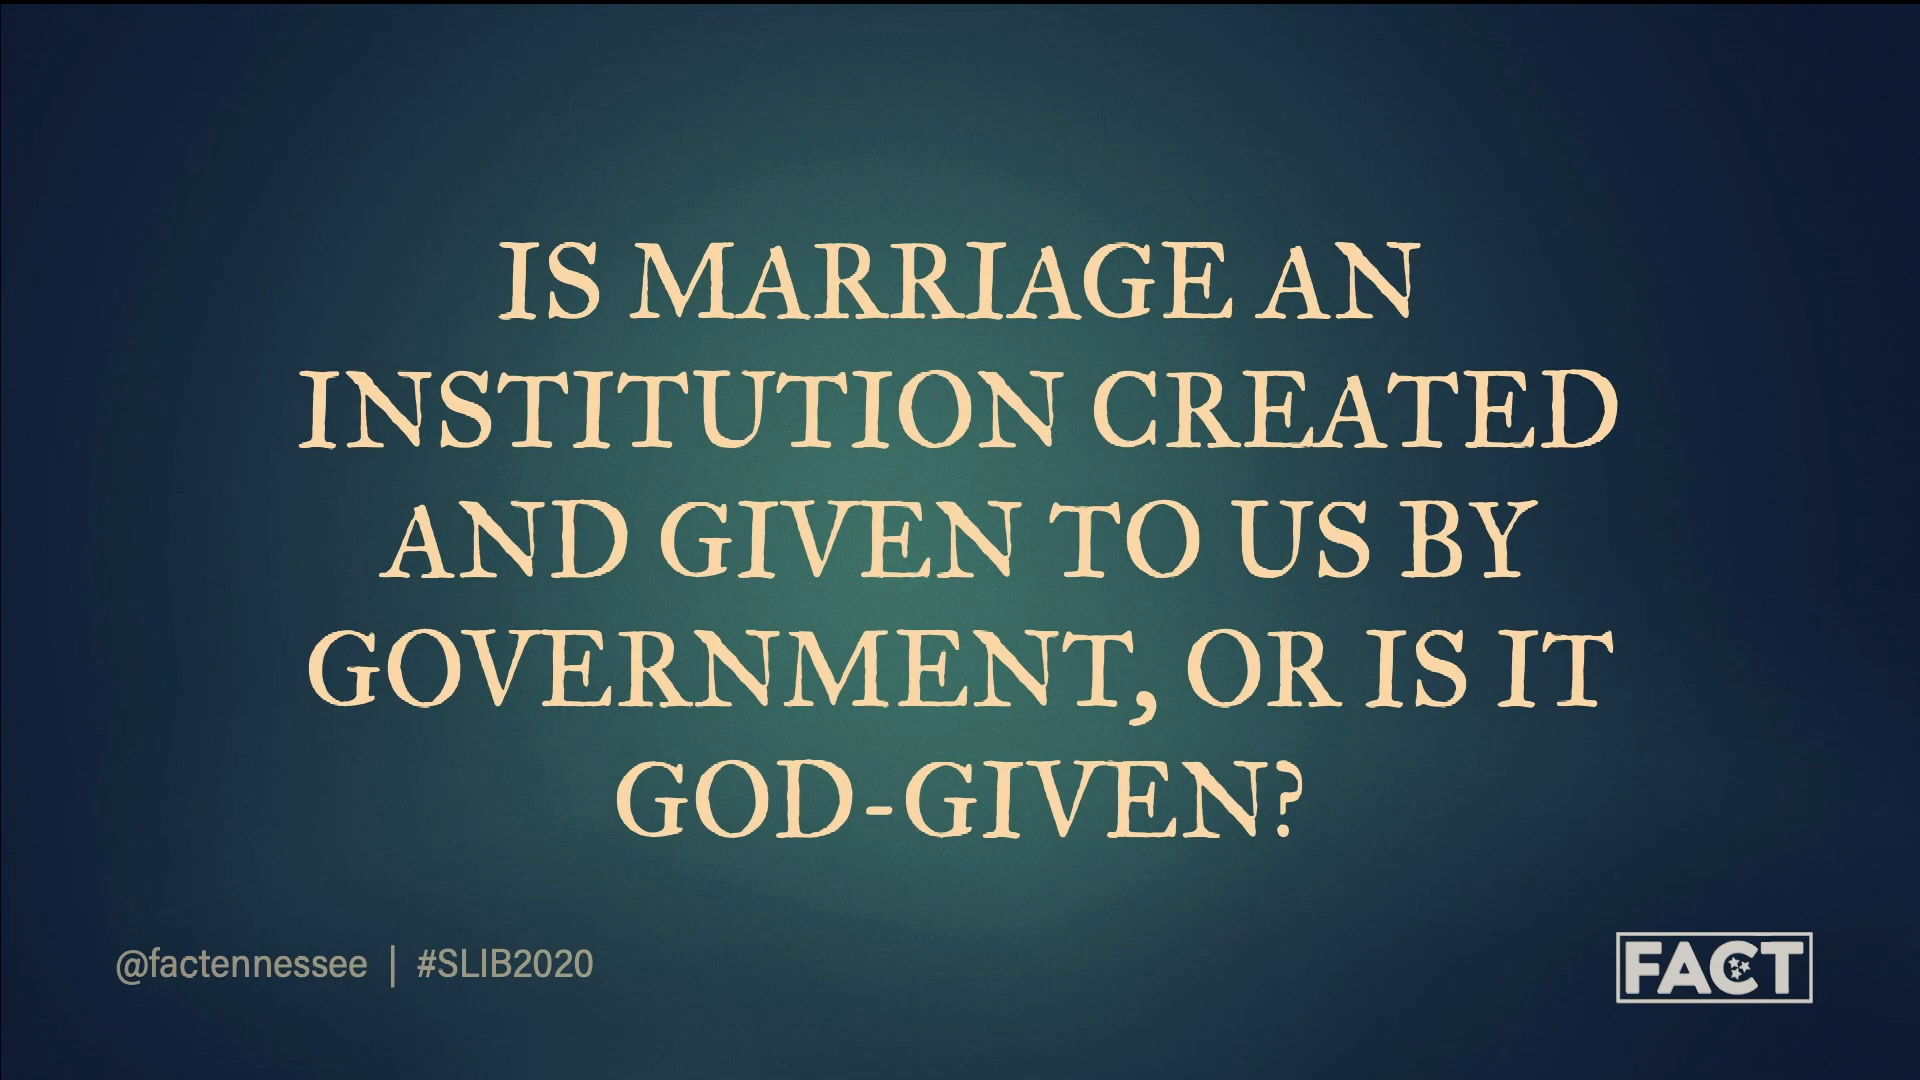 IS MARRIAGE AN
INSTITUTION CREATED
AND GIVEN TO US BY
GOVERNMENT, OR IS IT
GOD-GIVEN?
@factennessee | #SLIB2020
FACT